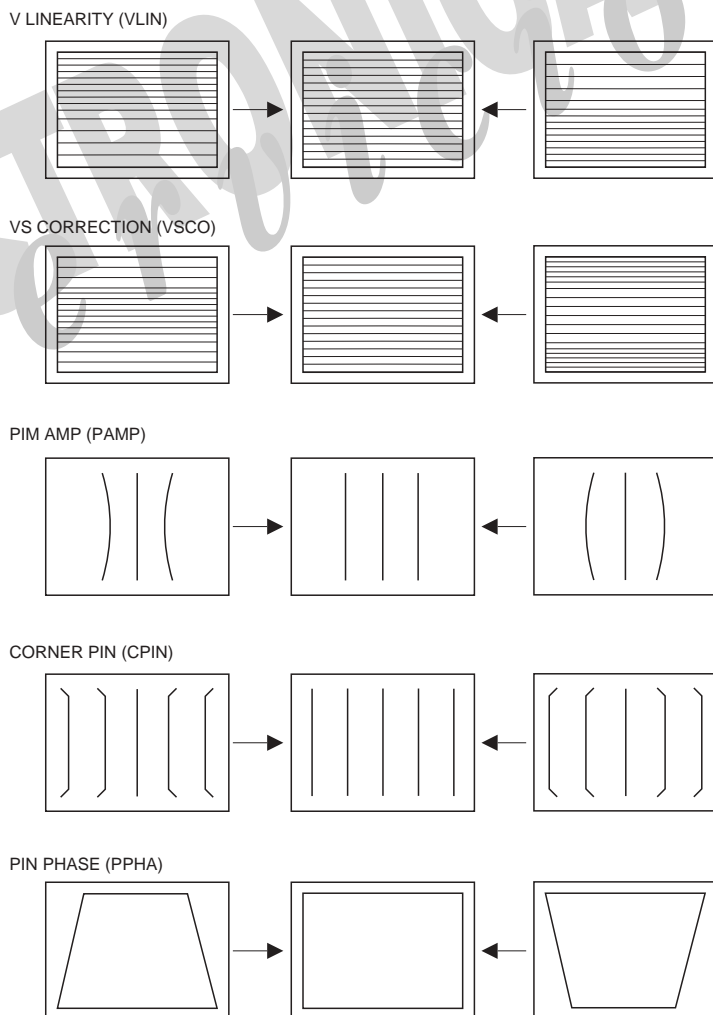 V LINEARITY (VLIN)
VS CORRECTION (VSCO)
PIM AMP (PAMP)
CORNER PIN (CPIN)
PIN PHASE (PPHA)